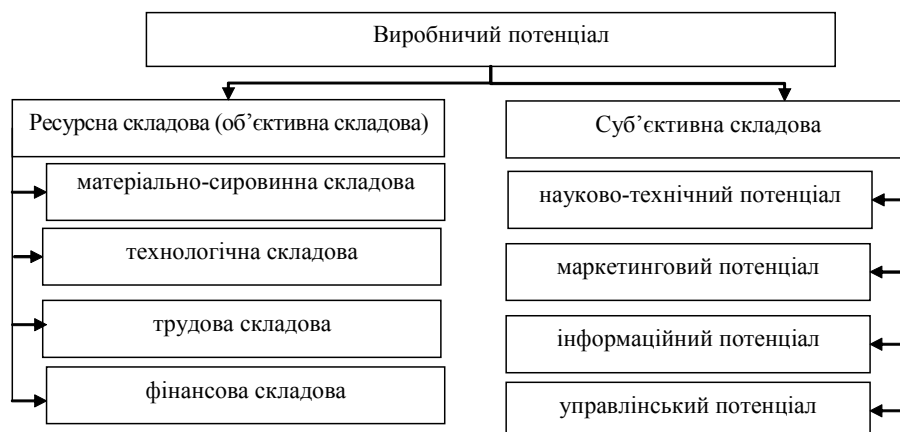 Виробничий потенціал
Ресурсна складова (об’єктивна складова)
матеріально-сировинна складова
технологічна складова
трудова складова
фінансова складова
Суб’єктивна складова
науково-технічний потенціал
маркетинговий потенціал
інформаційний потенціал
управлінський потенціал